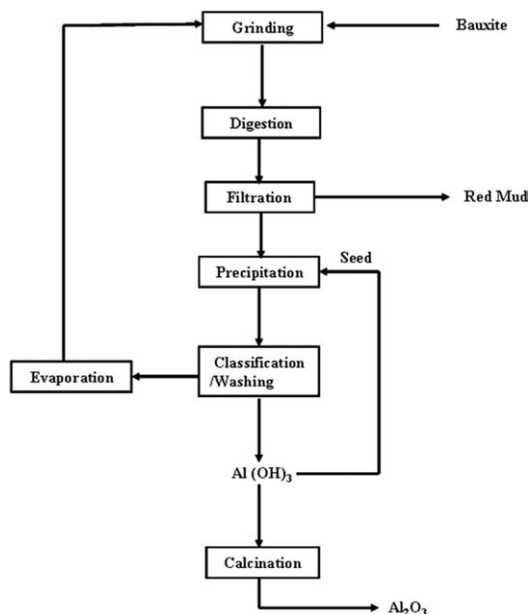 Grinding
Bauxite
Digestion
Filtration
Red Mud
Seed
Precipitation
Classification
/Washing
Evaporation
Al (OH)₃
Calcination
Al₂O₃